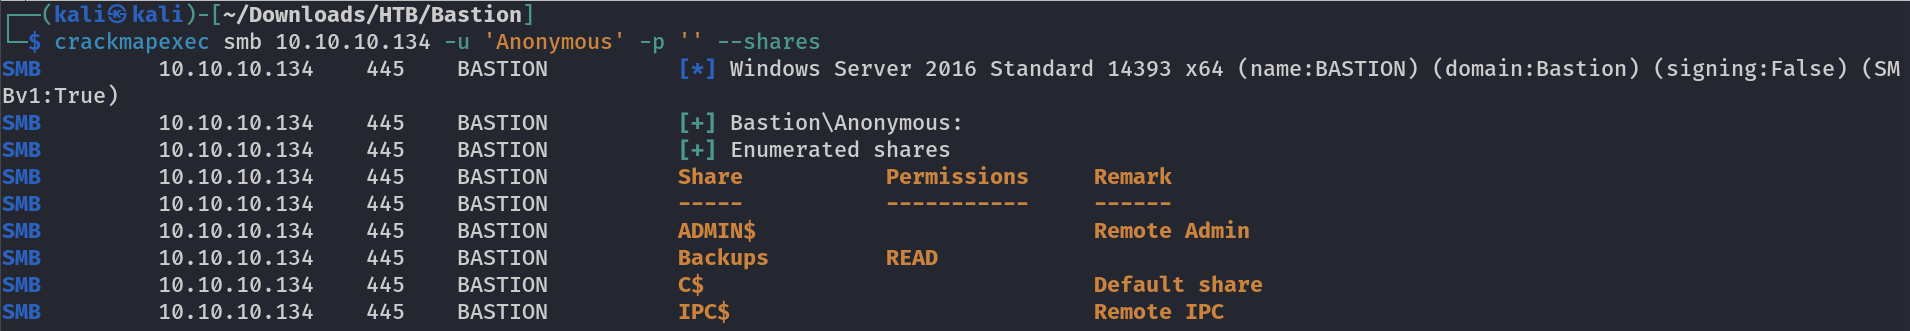 ┌──(kali㉿kali)-[~/Downloads/HTB/Bastion]
└─$ crackmapexec smb 10.10.10.134 -u 'Anonymous' -p '' --shares
SMB         10.10.10.134    445    BASTION          [*] Windows Server 2016 Standard 14393 x64 (name:BASTION) (domain:Bastion) (signing:False) (SM
Bv1:True)
SMB         10.10.10.134    445    BASTION          [+] Bastion\Anonymous:
SMB         10.10.10.134    445    BASTION          [+] Enumerated shares
SMB         10.10.10.134    445    BASTION          Share           Permissions     Remark
SMB         10.10.10.134    445    BASTION          -----           -----------     ------
SMB         10.10.10.134    445    BASTION          ADMIN$                          Remote Admin
SMB         10.10.10.134    445    BASTION          Backups         READ
SMB         10.10.10.134    445    BASTION          C$                              Default share
SMB         10.10.10.134    445    BASTION          IPC$                            Remote IPC